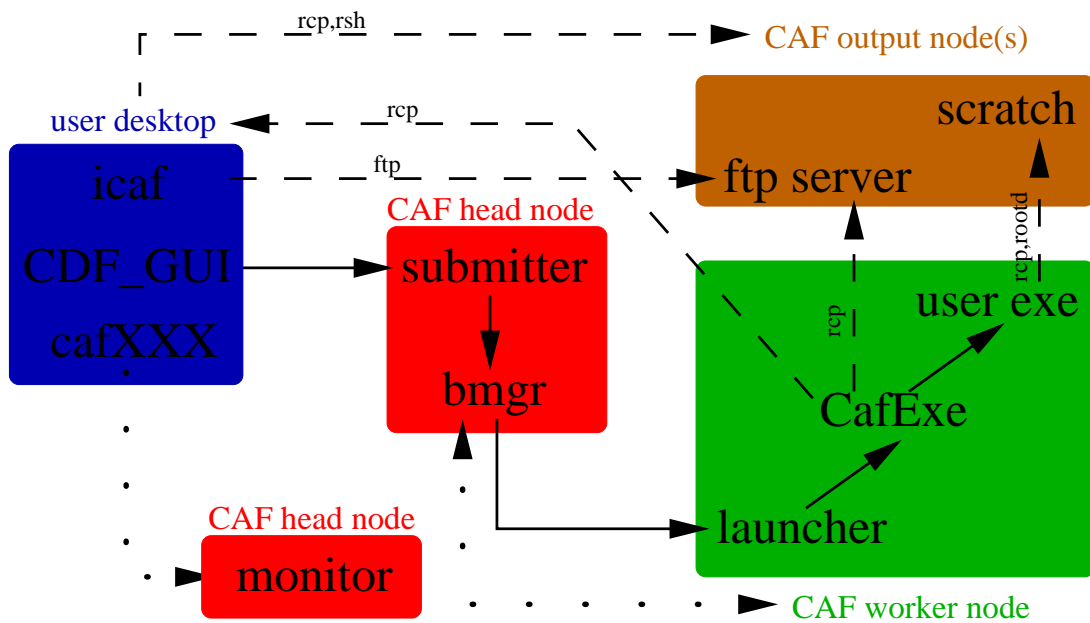 rcp,rsh
CAF output node(s)
user desktop
rcp
scratch
icaf
ftp
ftp server
CAF head node
CDF_GUI
submitter
rcp,rootd
user exe
cafXXX
rcp
bmgr
CafExe
CAF head node
launcher
monitor
CAF worker node